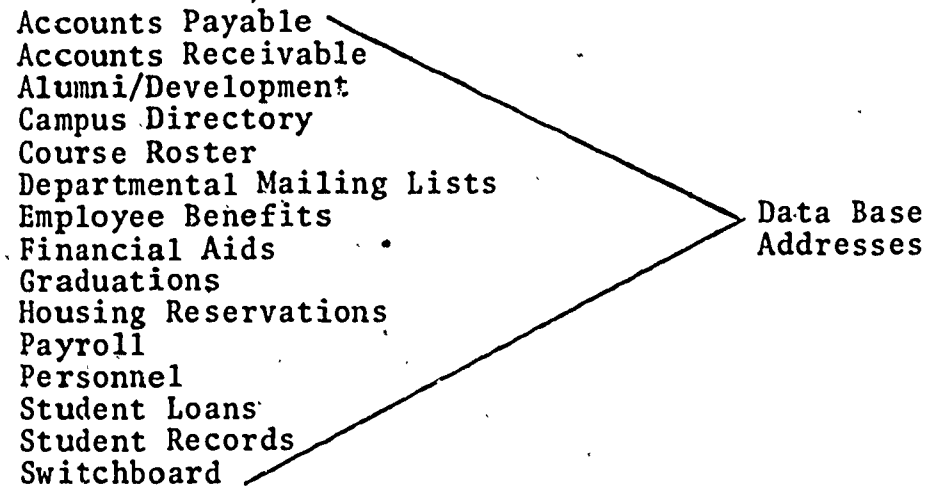 Accounts Payable
Accounts Receivable
Alumni/Development
Campus Directory
Course Roster
Departmental Mailing Lists
Employee Benefits
Financial Aids
Graduations
Housing Reservations
Payroll
Personnel
Student Loans
Student Records
Switchboard
Data Base
Addresses